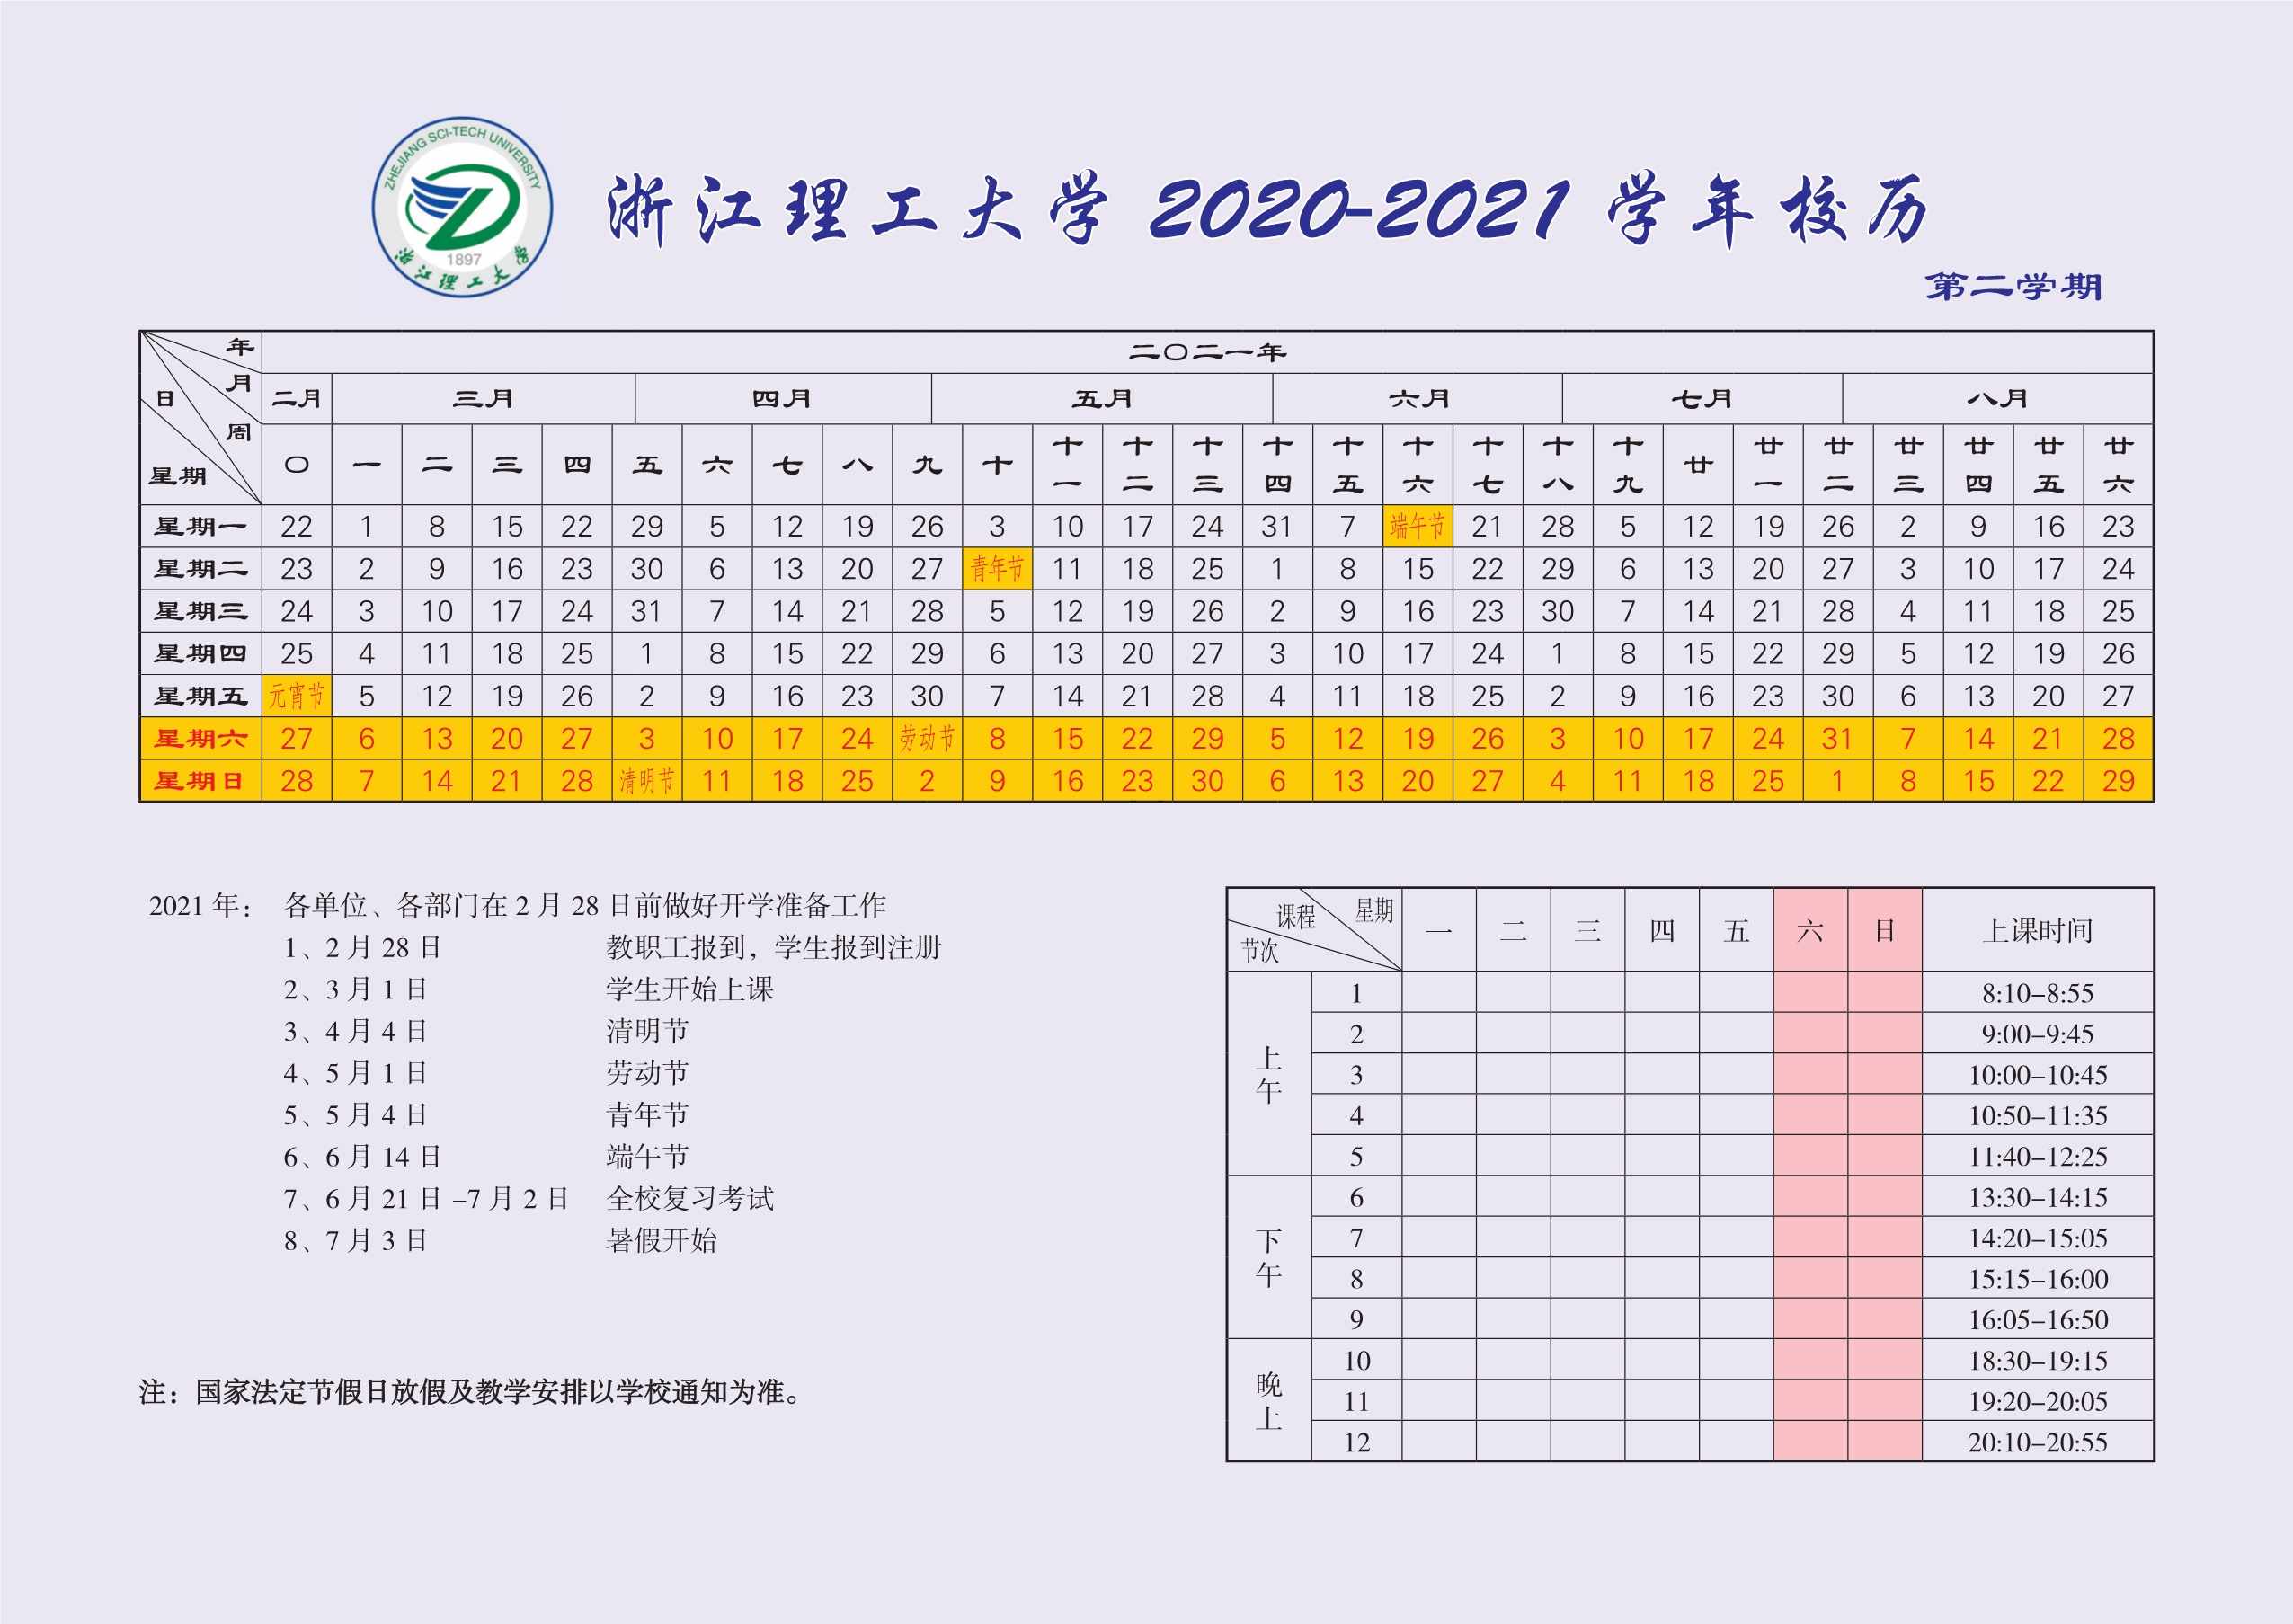 ZHEJIANG SCI-TECH UNIVERSITY
1897
浙江理工大学
浙江理工大学 2020-2021 学年校历
第二学期
年 二〇二一年
月 二月 三月 四月 五月 六月 七月 八月
日
周 〇 一 二 三 四 五 六 七 八 九 十 十一 十二 十三 十四 十五 十六 十七 十八 十九 廿 廿一 廿二 廿三 廿四 廿五 廿六
星期
星期一 22 1 8 15 22 29 5 12 19 26 3 10 17 24 31 7 端午节 21 28 5 12 19 26 2 9 16 23
星期二 23 2 9 16 23 30 6 13 20 27 青年节 11 18 25 1 8 15 22 29 6 13 20 27 3 10 17 24
星期三 24 3 10 17 24 31 7 14 21 28 5 12 19 26 2 9 16 23 30 7 14 21 28 4 11 18 25
星期四 25 4 11 18 25 1 8 15 22 29 6 13 20 27 3 10 17 24 1 8 15 22 29 5 12 19 26
星期五 元宵节 5 12 19 26 2 9 16 23 30 7 14 21 28 4 11 18 25 2 9 16 23 30 6 13 20 27
星期六 27 6 13 20 27 3 10 17 24 劳动节 8 15 22 29 5 12 19 26 3 10 17 24 31 7 14 21 28
星期日 28 7 14 21 28 清明节 11 18 25 2 9 16 23 30 6 13 20 27 4 11 18 25 1 8 15 22 29
2021 年： 各单位、各部门在 2 月 28 日前做好开学准备工作
1、2 月 28 日 教职工报到，学生报到注册
2、3 月 1 日 学生开始上课
3、4 月 4 日 清明节
4、5 月 1 日 劳动节
5、5 月 4 日 青年节
6、6 月 14 日 端午节
7、6 月 21 日 –7 月 2 日 全校复习考试
8、7 月 3 日 暑假开始
注：国家法定节假日放假及教学安排以学校通知为准。
课程 星期 一 二 三 四 五 六 日 上课时间
节次
上午
1 8:10–8:55
2 9:00–9:45
3 10:00–10:45
4 10:50–11:35
5 11:40–12:25
下午
6 13:30–14:15
7 14:20–15:05
8 15:15–16:00
9 16:05–16:50
晚上
10 18:30–19:15
11 19:20–20:05
12 20:10–20:55